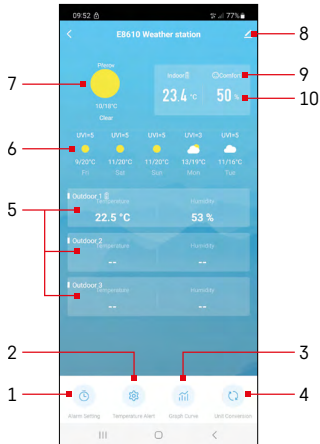 09:52
77%
E8610 Weather station
8
7
10/18°C
Clear
Indoor
Comfort
9
23.4 °C
50 %
10
6
UVI=5 UVI=5 UVI=5 UVI=3 UVI=5
9/20°C 11/20°C 11/20°C 13/19°C 11/16°C
Fri Sat Sun Mon Tue
5
Outdoor 1
Temperature Humidity
22.5 °C 53 %
Outdoor 2
Temperature Humidity
-- --
Outdoor 3
Temperature Humidity
-- --
2
3
1
4
Alarm Setting Temperature Alert Graph Curve Unit Conversion